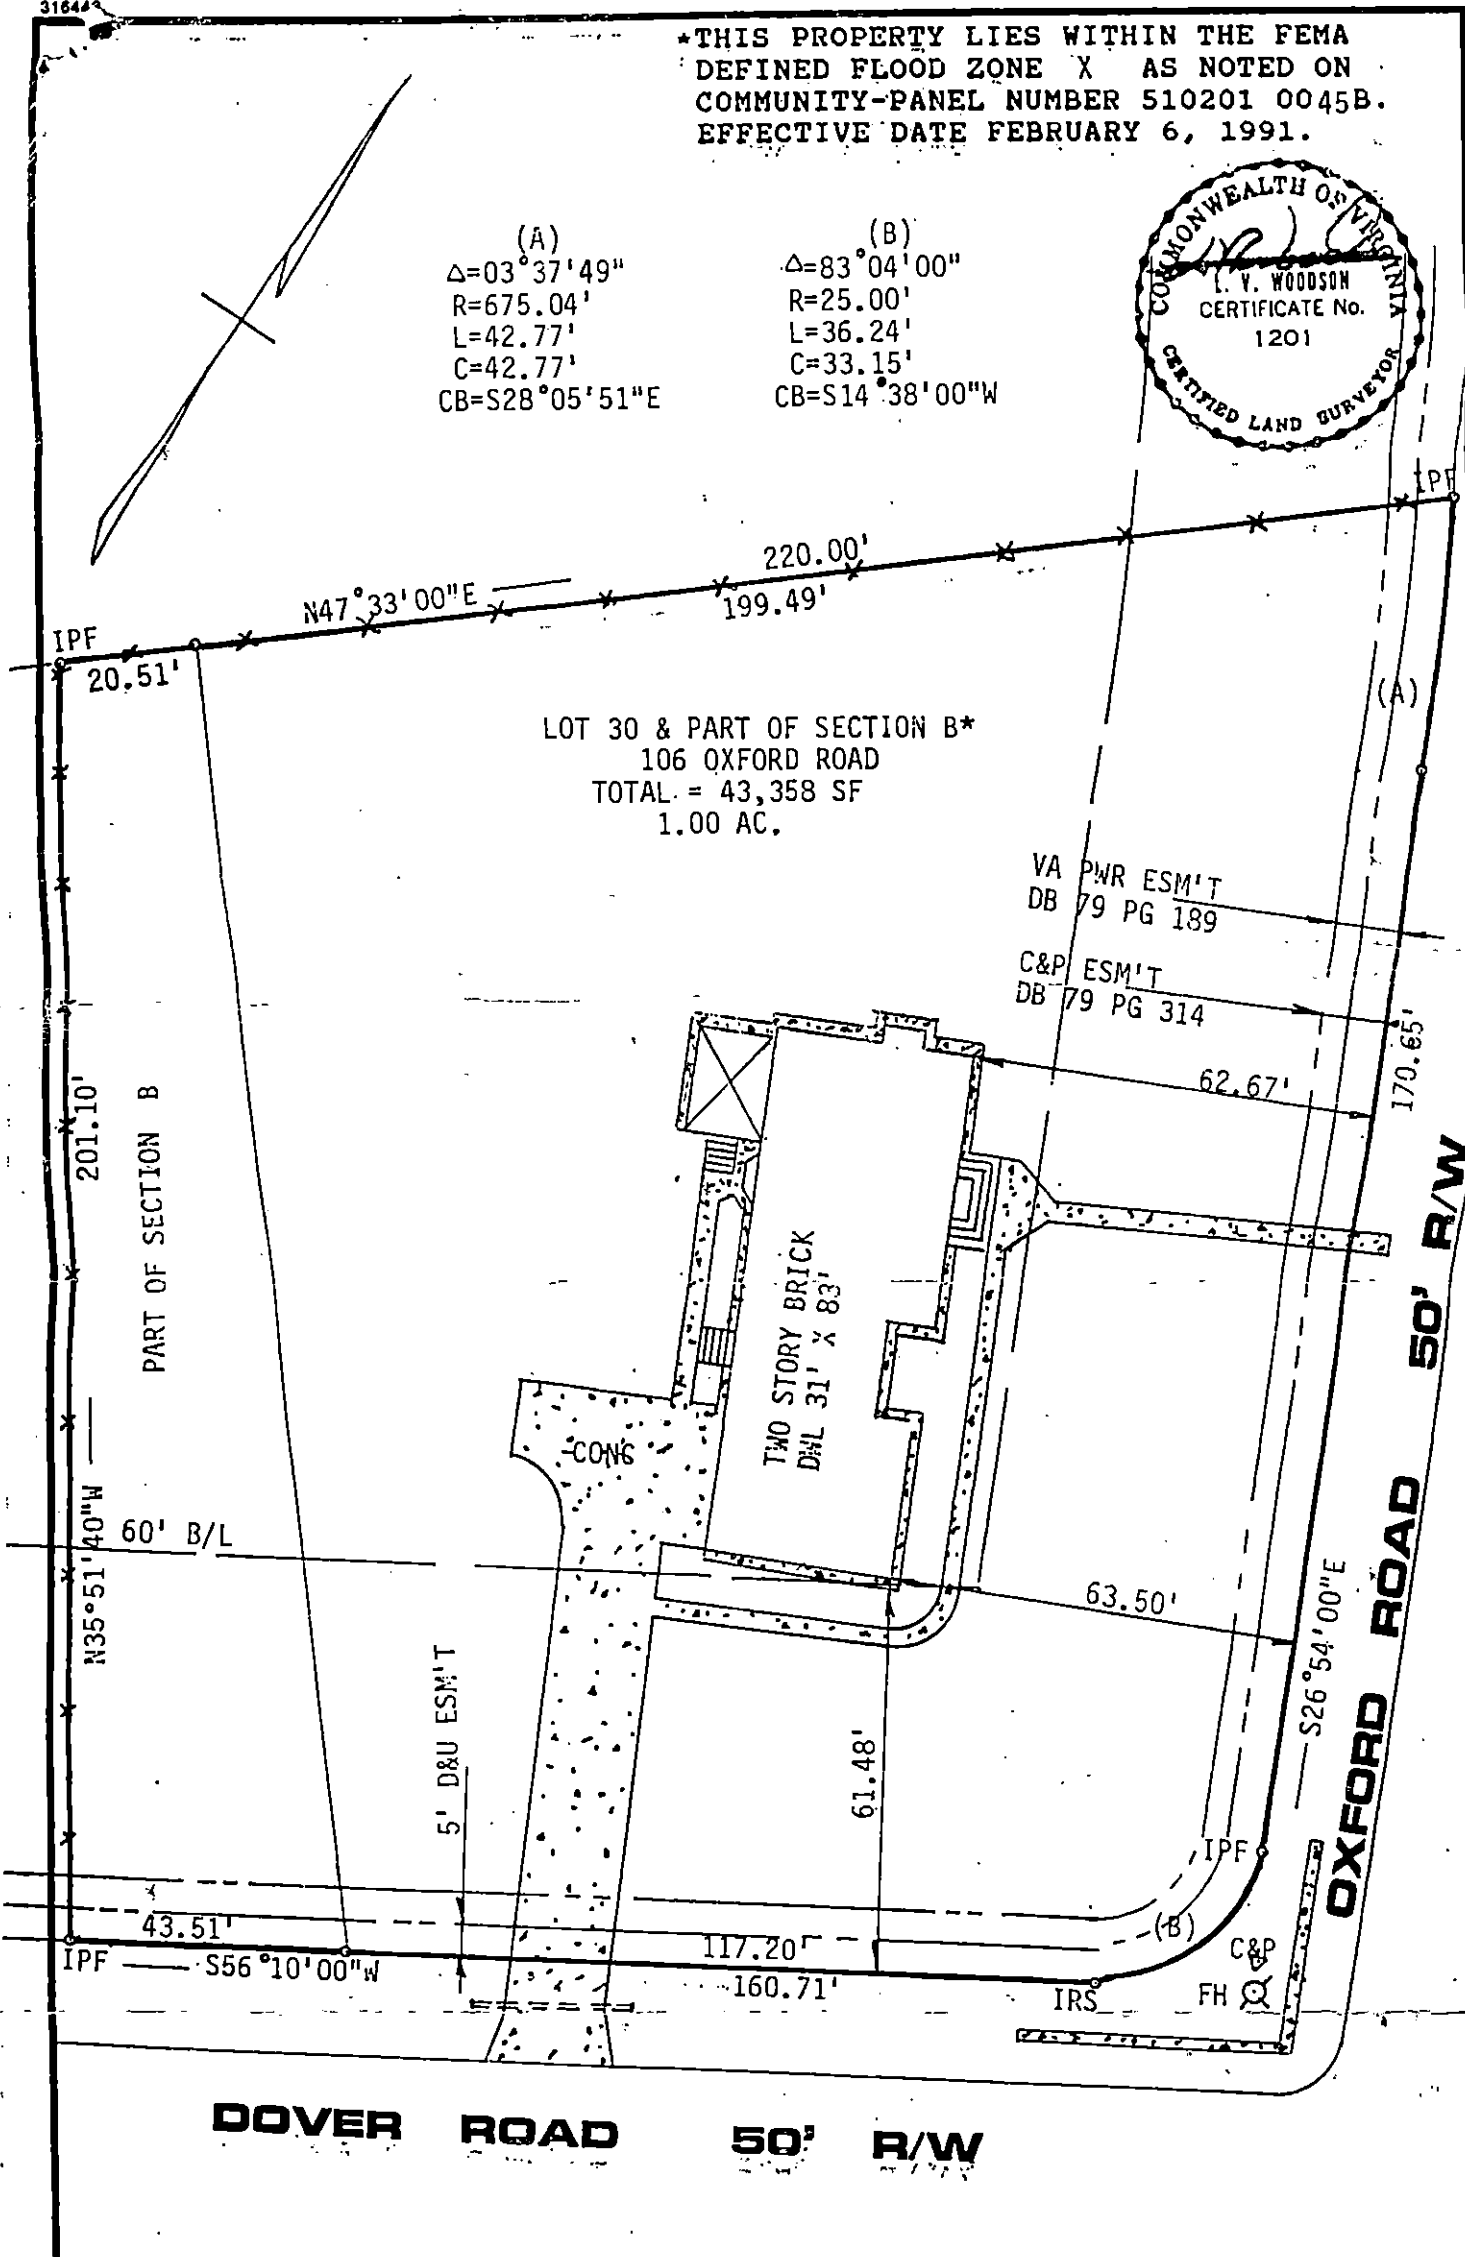 *THIS PROPERTY LIES WITHIN THE FEMA
DEFINED FLOOD ZONE X AS NOTED ON
COMMUNITY-PANEL NUMBER 510201 0045B.
EFFECTIVE DATE FEBRUARY 6, 1991.
(A)
Δ=03°37'49"
R=675.04'
L=42.77'
C=42.77'
CB=S28°05'51"E
(B)
Δ=83°04'00"
R=25.00'
L=36.24'
C=33.15'
CB=S14°38'00"W
COMMONWEALTH OF VIRGINIA
L. V. WOODSON
CERTIFICATE No.
1201
CERTIFIED LAND SURVEYOR
IPF
220.00'
N47°33'00"E
199.49'
IPF
20.51'
(A)
LOT 30 & PART OF SECTION B*
106 OXFORD ROAD
TOTAL = 43,358 SF
1.00 AC.
VA PWR ESM'T
DB 79 PG 189
C&P ESM'T
DB 79 PG 314
170.65'
62.67'
201.10'
PART OF SECTION B
TWO STORY BRICK
DWL 31' X 83'
CONC
N35°51'40"W
60' B/L
63.50'
S26°54'00"E
OXFORD ROAD 50' R/W
5' D&U ESM'T
61.48'
IPF
(B)
43.51'
117.20'
C&P
IPF
S56°10'00"W
160.71'
IRS
FH
DOVER ROAD 50' R/W